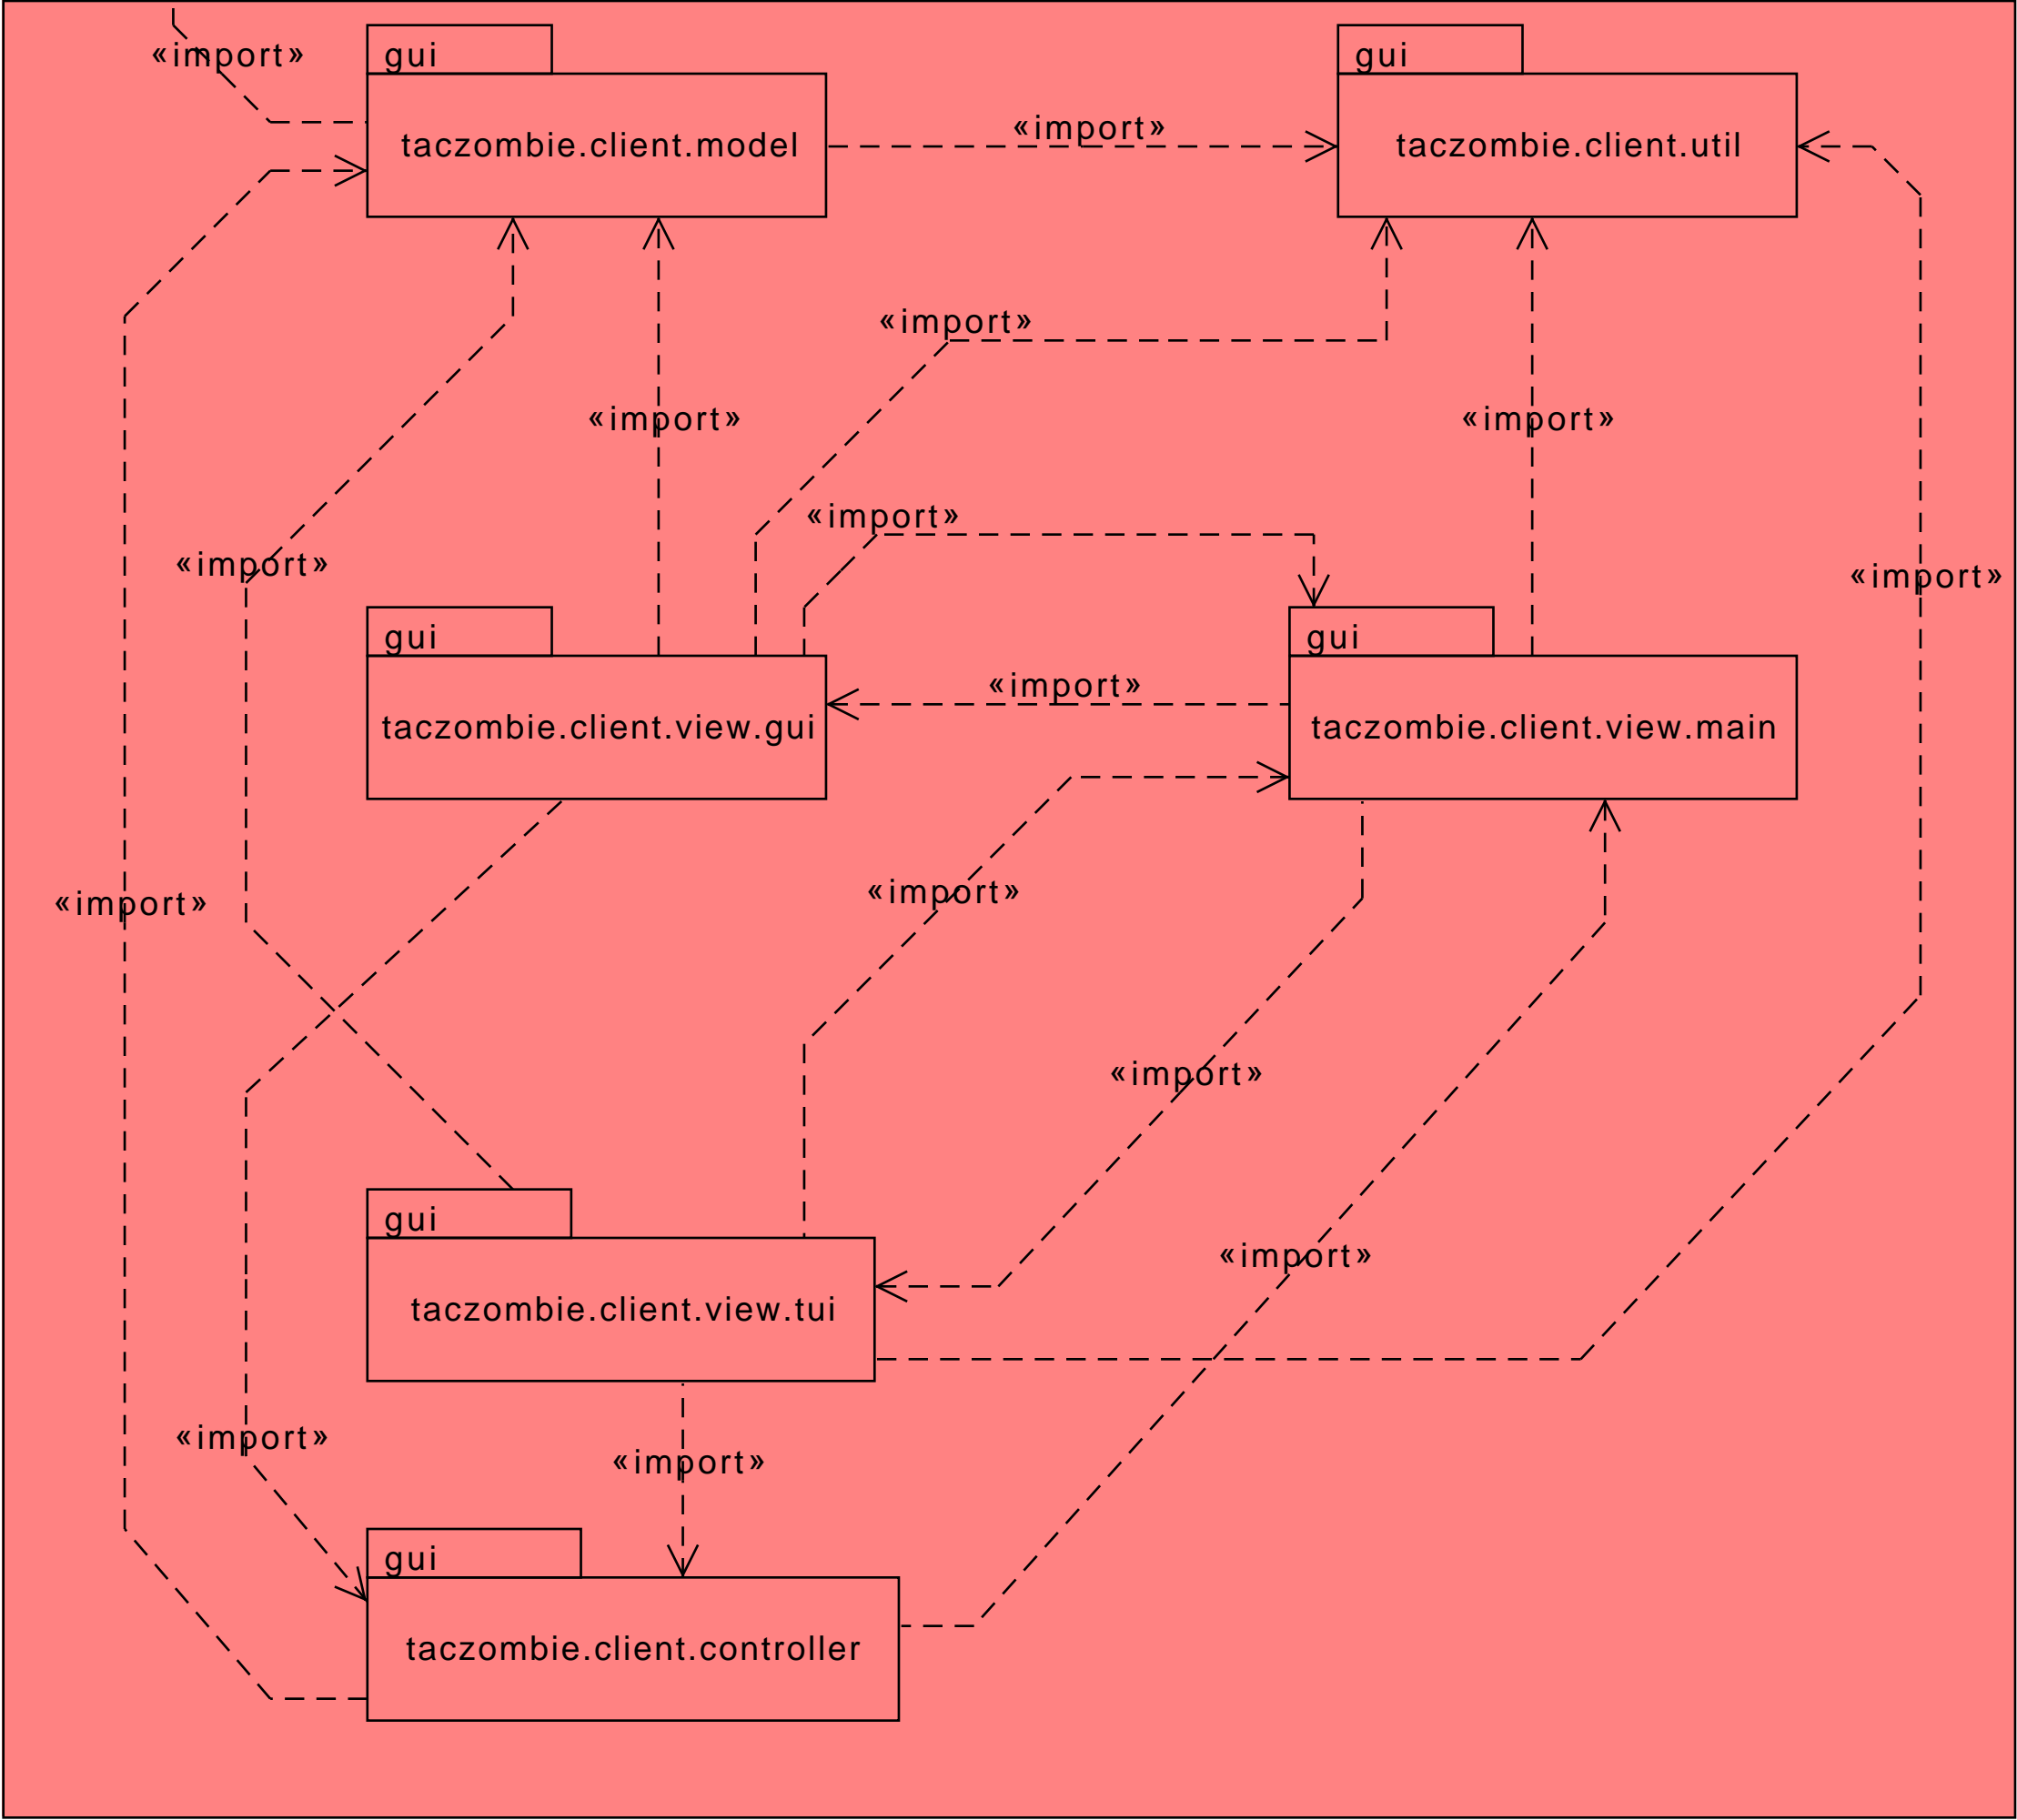 «import»
gui
gui
taczombie.client.model
«import»
taczombie.client.util
«import»
«import»
«import»
«import»
«import»
«import»
gui
gui
«import»
taczombie.client.view.gui
taczombie.client.view.main
«import»
«import»
«import»
gui
«import»
taczombie.client.view.tui
«import»
«import»
gui
taczombie.client.controller